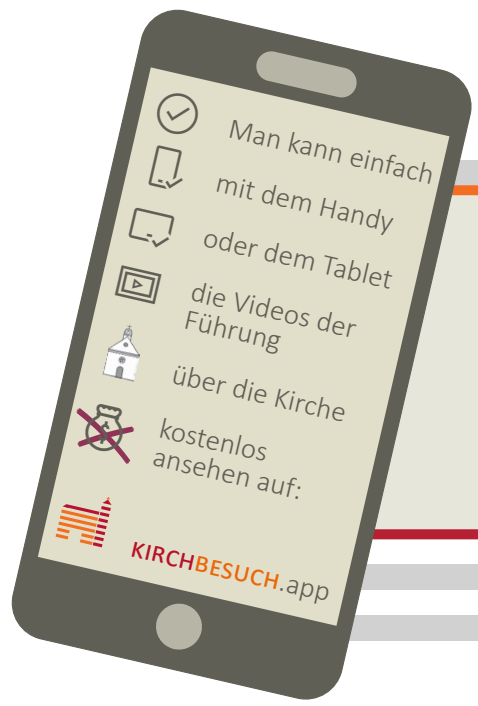 Man kann einfach
mit dem Handy
oder dem Tablet
die Videos der
Führung
über die Kirche
kostenlos
ansehen auf:
KIRCHBESUCH.app